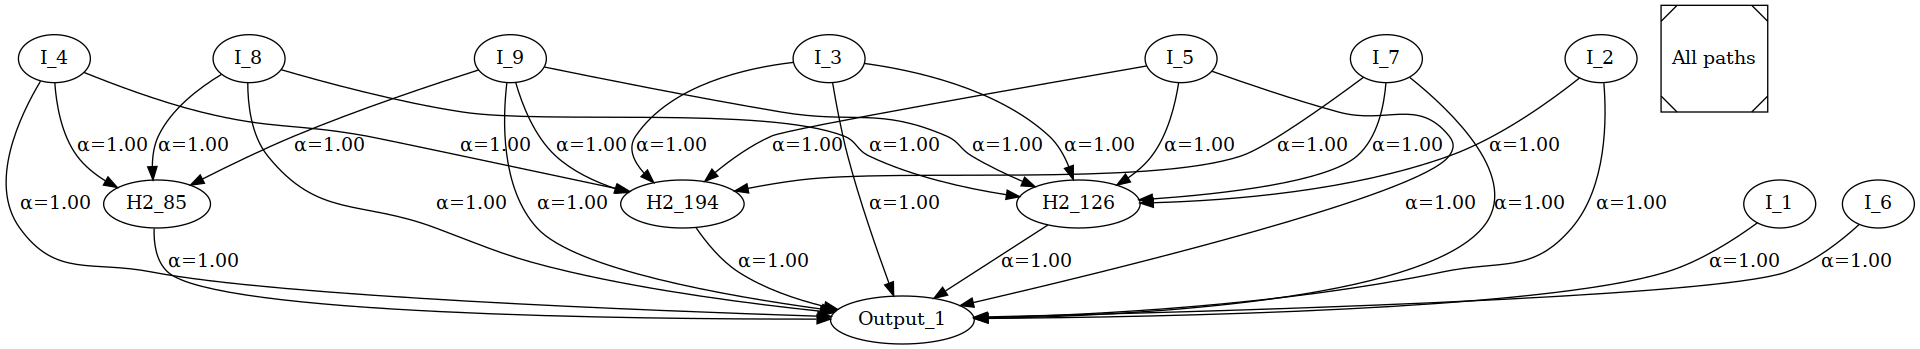 I_4 I_8 I_9 I_3 I_5 I_7 I_2 All paths
α=1.00 α=1.00 α=1.00 α=1.00 α=1.00 α=1.00 α=1.00 α=1.00 α=1.00 α=1.00 α=1.00 α=1.00 α=1.00 α=1.00
α=1.00 H2_85 α=1.00 α=1.00 H2_194 α=1.00 H2_126 α=1.00 α=1.00 α=1.00 I_1 I_6
α=1.00 α=1.00 α=1.00 α=1.00 α=1.00
Output_1